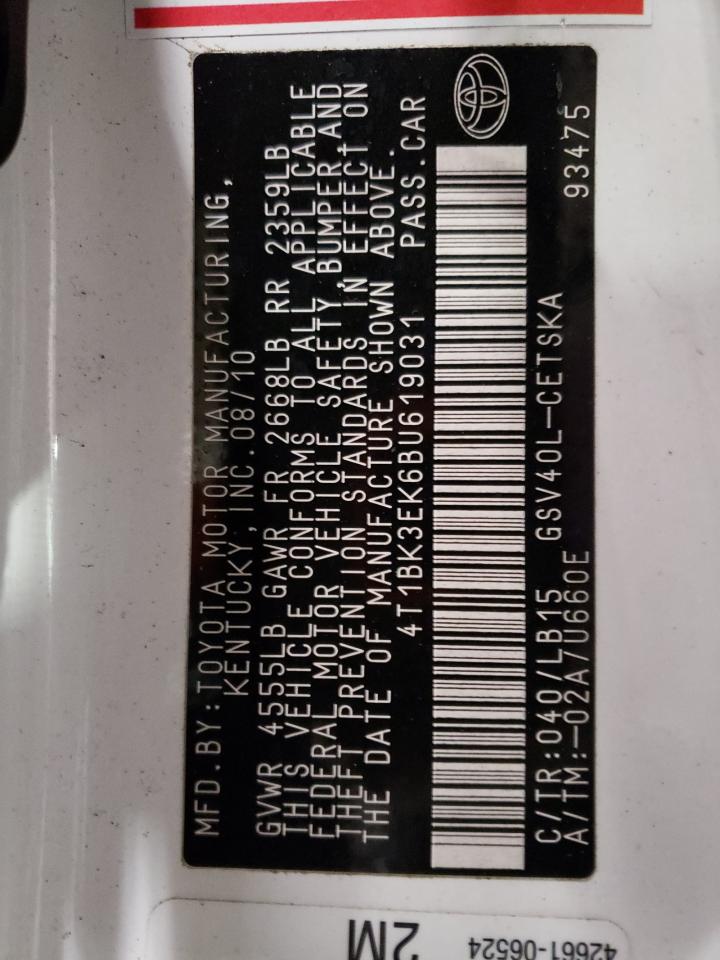 MFD.BY:TOYOTA MOTOR MANUFACTURING,
KENTUCKY,INC.08/10
GVWR 4555LB GAWR FR 2668LB RR 2359LB
THIS VEHICLE CONFORMS TO ALL APPLICABLE
FEDERAL MOTOR VEHICLE SAFETY,BUMPER,AND
THEFT PREVENTION STANDARDS IN EFFECT ON
THE DATE OF MANUFACTURE SHOWN ABOVE.
4T1BK3EK6BU619031 PASS.CAR
C/TR:040/LB15 GSV40L-CETSKA 93475
A/TM:-02A/U660E
2M
42661-06524